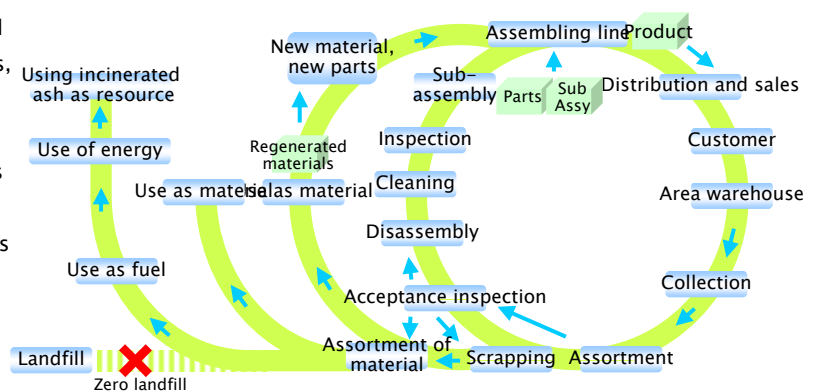 s,
s
s
Using incinerated
ash as resource
Use of energy
Use as fuel
Landfill
Zero landfill
New material,
new parts
Regenerated
materials
Use as material
as material
Assortment of
material
Assembling line
Sub-
assembly
Parts
Sub
Assy
Inspection
Cleaning
Disassembly
Acceptance inspection
Scrapping
Assortment
Product
Distribution and sales
Customer
Area warehouse
Collection